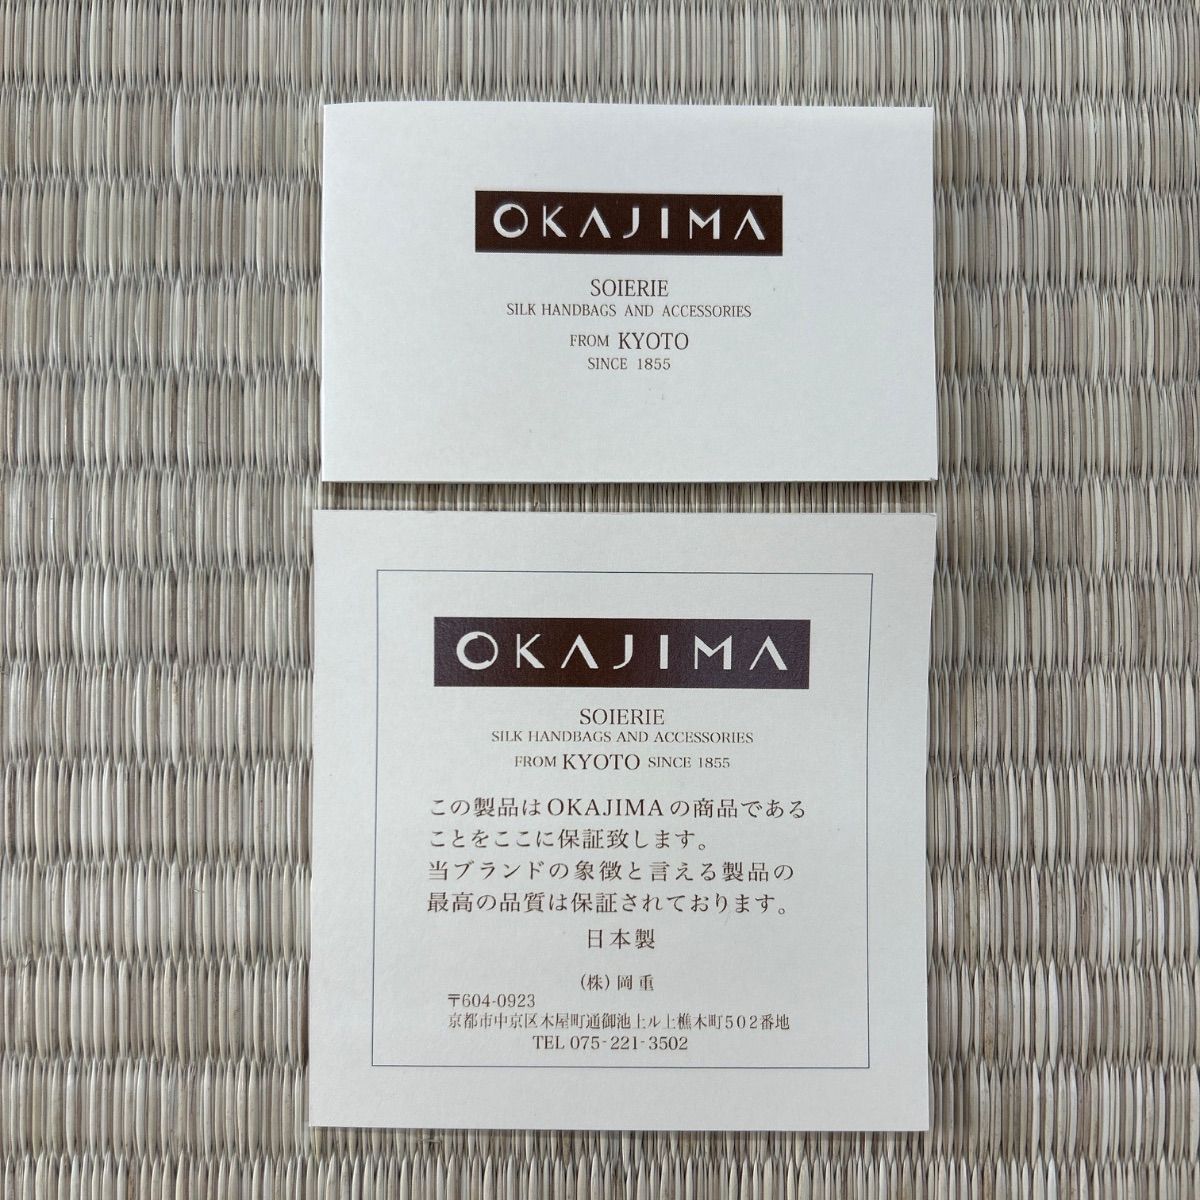 OKAJIMA
SOIERIE
SILK HANDBAGS AND ACCESSORIES
FROM KYOTO
SINCE 1855
OKAJIMA
SOIERIE
SILK HANDBAGS AND ACCESSORIES
FROM KYOTO SINCE 1855
この製品はOKAJIMAの商品である
ことをここに保証致します。
当ブランドの象徴と言える製品の
最高の品質は保証されております。
日本製
(株)岡重
〒604-0923
京都市中京区木屋町通御池上ル上樵木町502番地
TEL 075-221-3502